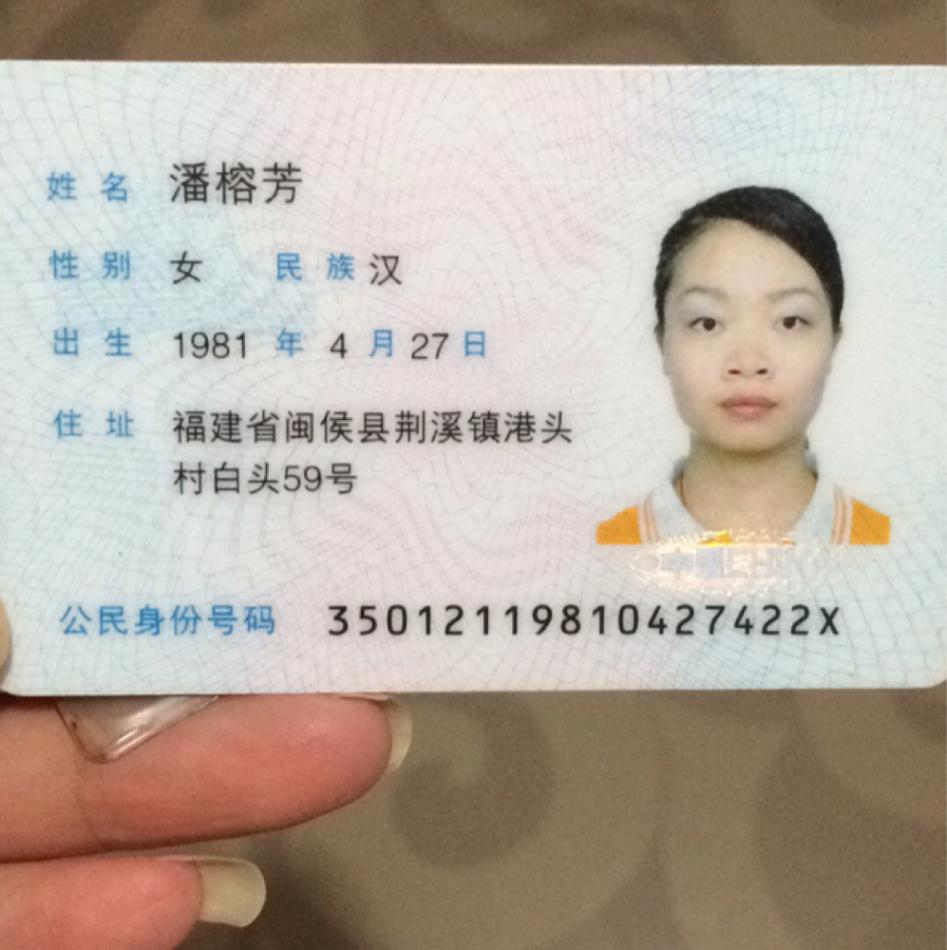 姓名 潘榕芳
性别 女 民族 汉
出生 1981 年 4 月 27 日
住址 福建省闽侯县荆溪镇港头
村白头59号
公民身份号码 35012119810427422X